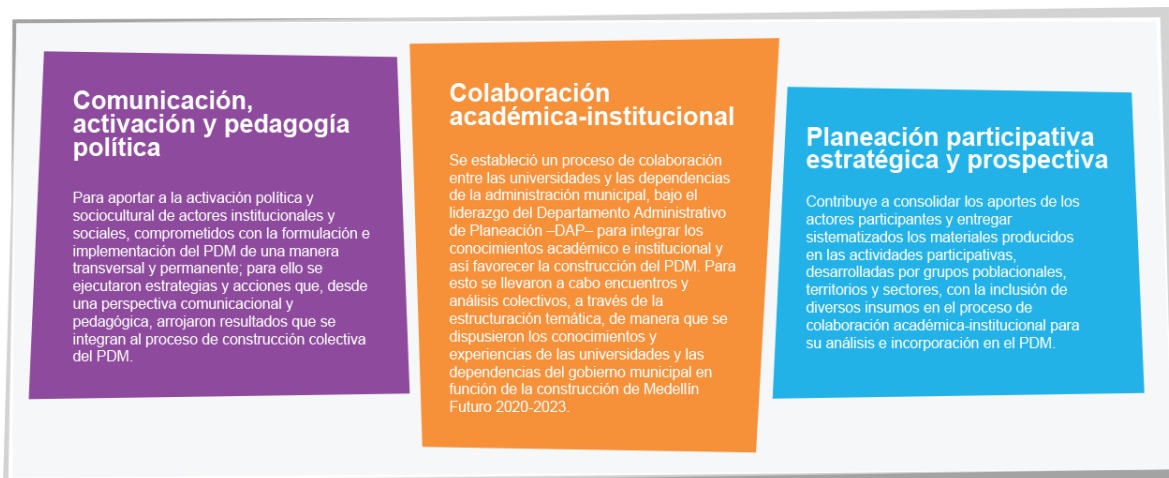 Comunicación,
activación y pedagogía
política
Para aportar a la activación política y
sociocultural de actores institucionales y
sociales, comprometidos con la formulación e
implementación del PDM de una manera
transversal y permanente; para ello se
ejecutaron estrategias y acciones que, desde
una perspectiva comunicacional y
pedagógica, arrojaron resultados que se
integran al proceso de construcción colectiva
del PDM.
Colaboración
académica-institucional
Se estableció un proceso de colaboración
entre las universidades y las dependencias
de la administración municipal, bajo el
liderazgo del Departamento Administrativo
de Planeación –DAP– para integrar los
conocimientos académico e institucional y
así favorecer la construcción del PDM. Para
esto se llevaron a cabo encuentros y
análisis colectivos, a través de la
estructuración temática, de manera que se
dispusieron los conocimientos y
experiencias de las universidades y las
dependencias del gobierno municipal en
función de la construcción de Medellín
Futuro 2020-2023.
Planeación participativa
estratégica y prospectiva
Contribuye a consolidar los aportes de los
actores participantes y entregar
sistematizados los materiales producidos
en las actividades participativas,
desarrolladas por grupos poblacionales,
territorios y sectores, con la inclusión de
diversos insumos en el proceso de
colaboración académica-institucional para
su análisis e incorporación en el PDM.